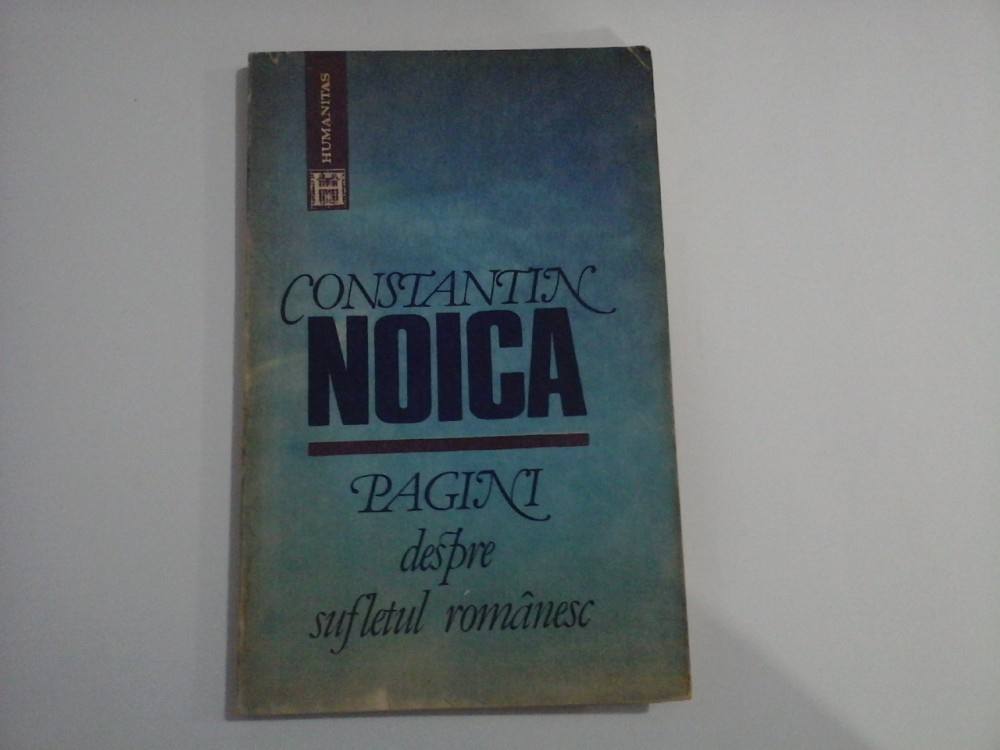 HUMANITAS
CONSTANTIN
NOICA
PAGINI
despre
sufletul românesc